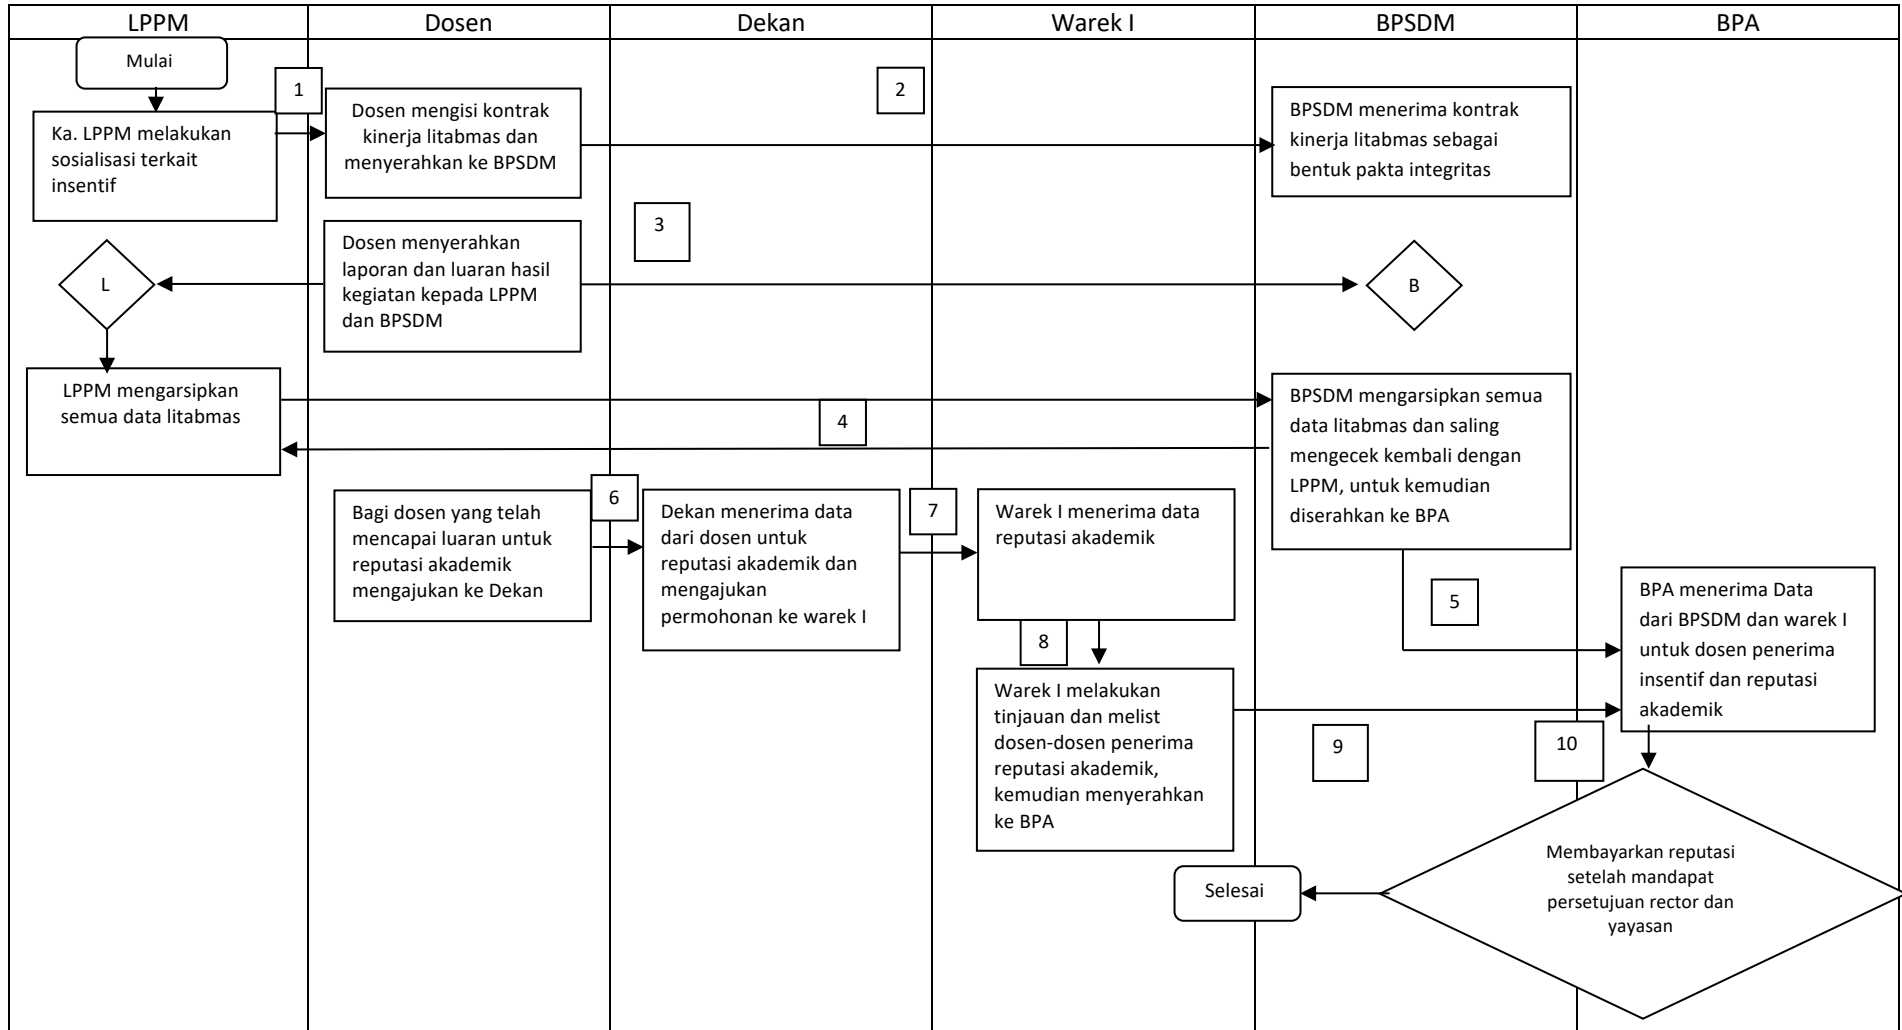 LPPM
Dosen
Dekan
Warek I
BPSDM
BPA
Mulai
1
2
Ka. LPPM melakukan
sosialisasi terkait
insentif
Dosen mengisi kontrak
kinerja litabmas dan
menyerahkan ke BPSDM
BPSDM menerima kontrak
kinerja litabmas sebagai
bentuk pakta integritas
3
L
Dosen menyerahkan
laporan dan luaran hasil
kegiatan kepada LPPM
dan BPSDM
B
LPPM mengarsipkan
semua data litabmas
4
BPSDM mengarsipkan semua
data litabmas dan saling
mengecek kembali dengan
LPPM, untuk kemudian
diserahkan ke BPA
Bagi dosen yang telah
mencapai luaran untuk
reputasi akademik
mengajukan ke Dekan
6
Dekan menerima data
dari dosen untuk
reputasi akademik dan
mengajukan
permohonan ke warek I
7
Warek I menerima data
reputasi akademik
5
BPA menerima Data
dari BPSDM dan warek I
untuk dosen penerima
insentif dan reputasi
akademik
8
Warek I melakukan
tinjauan dan melist
dosen-dosen penerima
reputasi akademik,
kemudian menyerahkan
ke BPA
9
10
Membayarkan reputasi
setelah mandapat
persetujuan rector dan
yayasan
Selesai